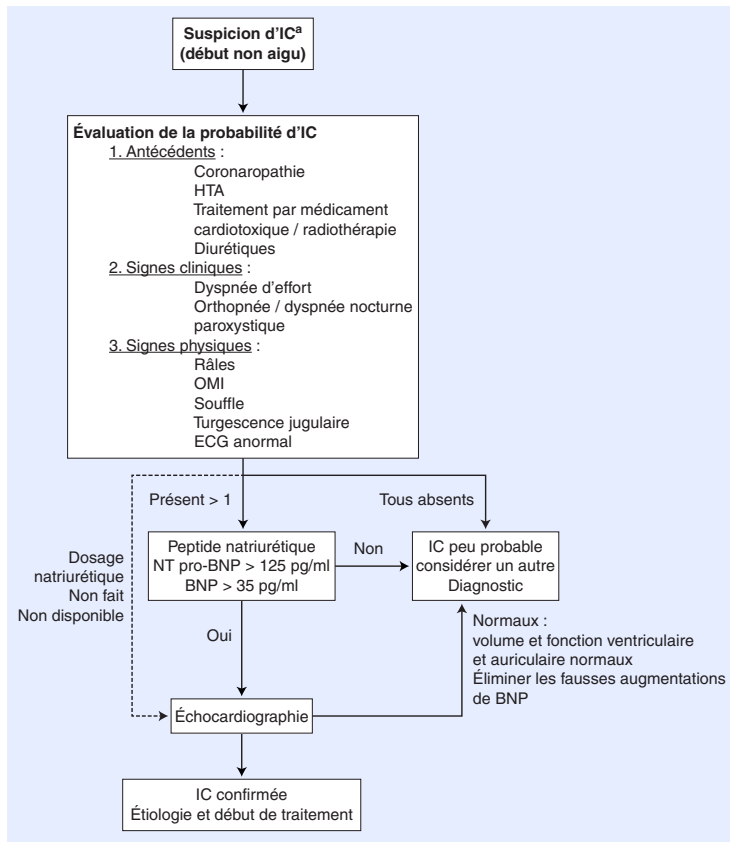 Suspicion d'ICa
(début non aigu)
Évaluation de la probabilité d'IC
1. Antécédents :
Coronaropathie
HTA
Traitement par médicament
cardiotoxique / radiothérapie
Diurétiques
2. Signes cliniques :
Dyspnée d'effort
Orthopnée / dyspnée nocturne
paroxystique
3. Signes physiques :
Râles
OMI
Souffle
Turgescence jugulaire
ECG anormal
Présent > 1
Tous absents
Dosage
natriurétique
Non fait
Non disponible
Peptide natriurétique
NT pro-BNP > 125 pg/ml
BNP > 35 pg/ml
Non
IC peu probable
considérer un autre
Diagnostic
Oui
Normaux :
volume et fonction ventriculaire
et auriculaire normaux
Éliminer les fausses augmentations
de BNP
Échocardiographie
IC confirmée
Étiologie et début de traitement